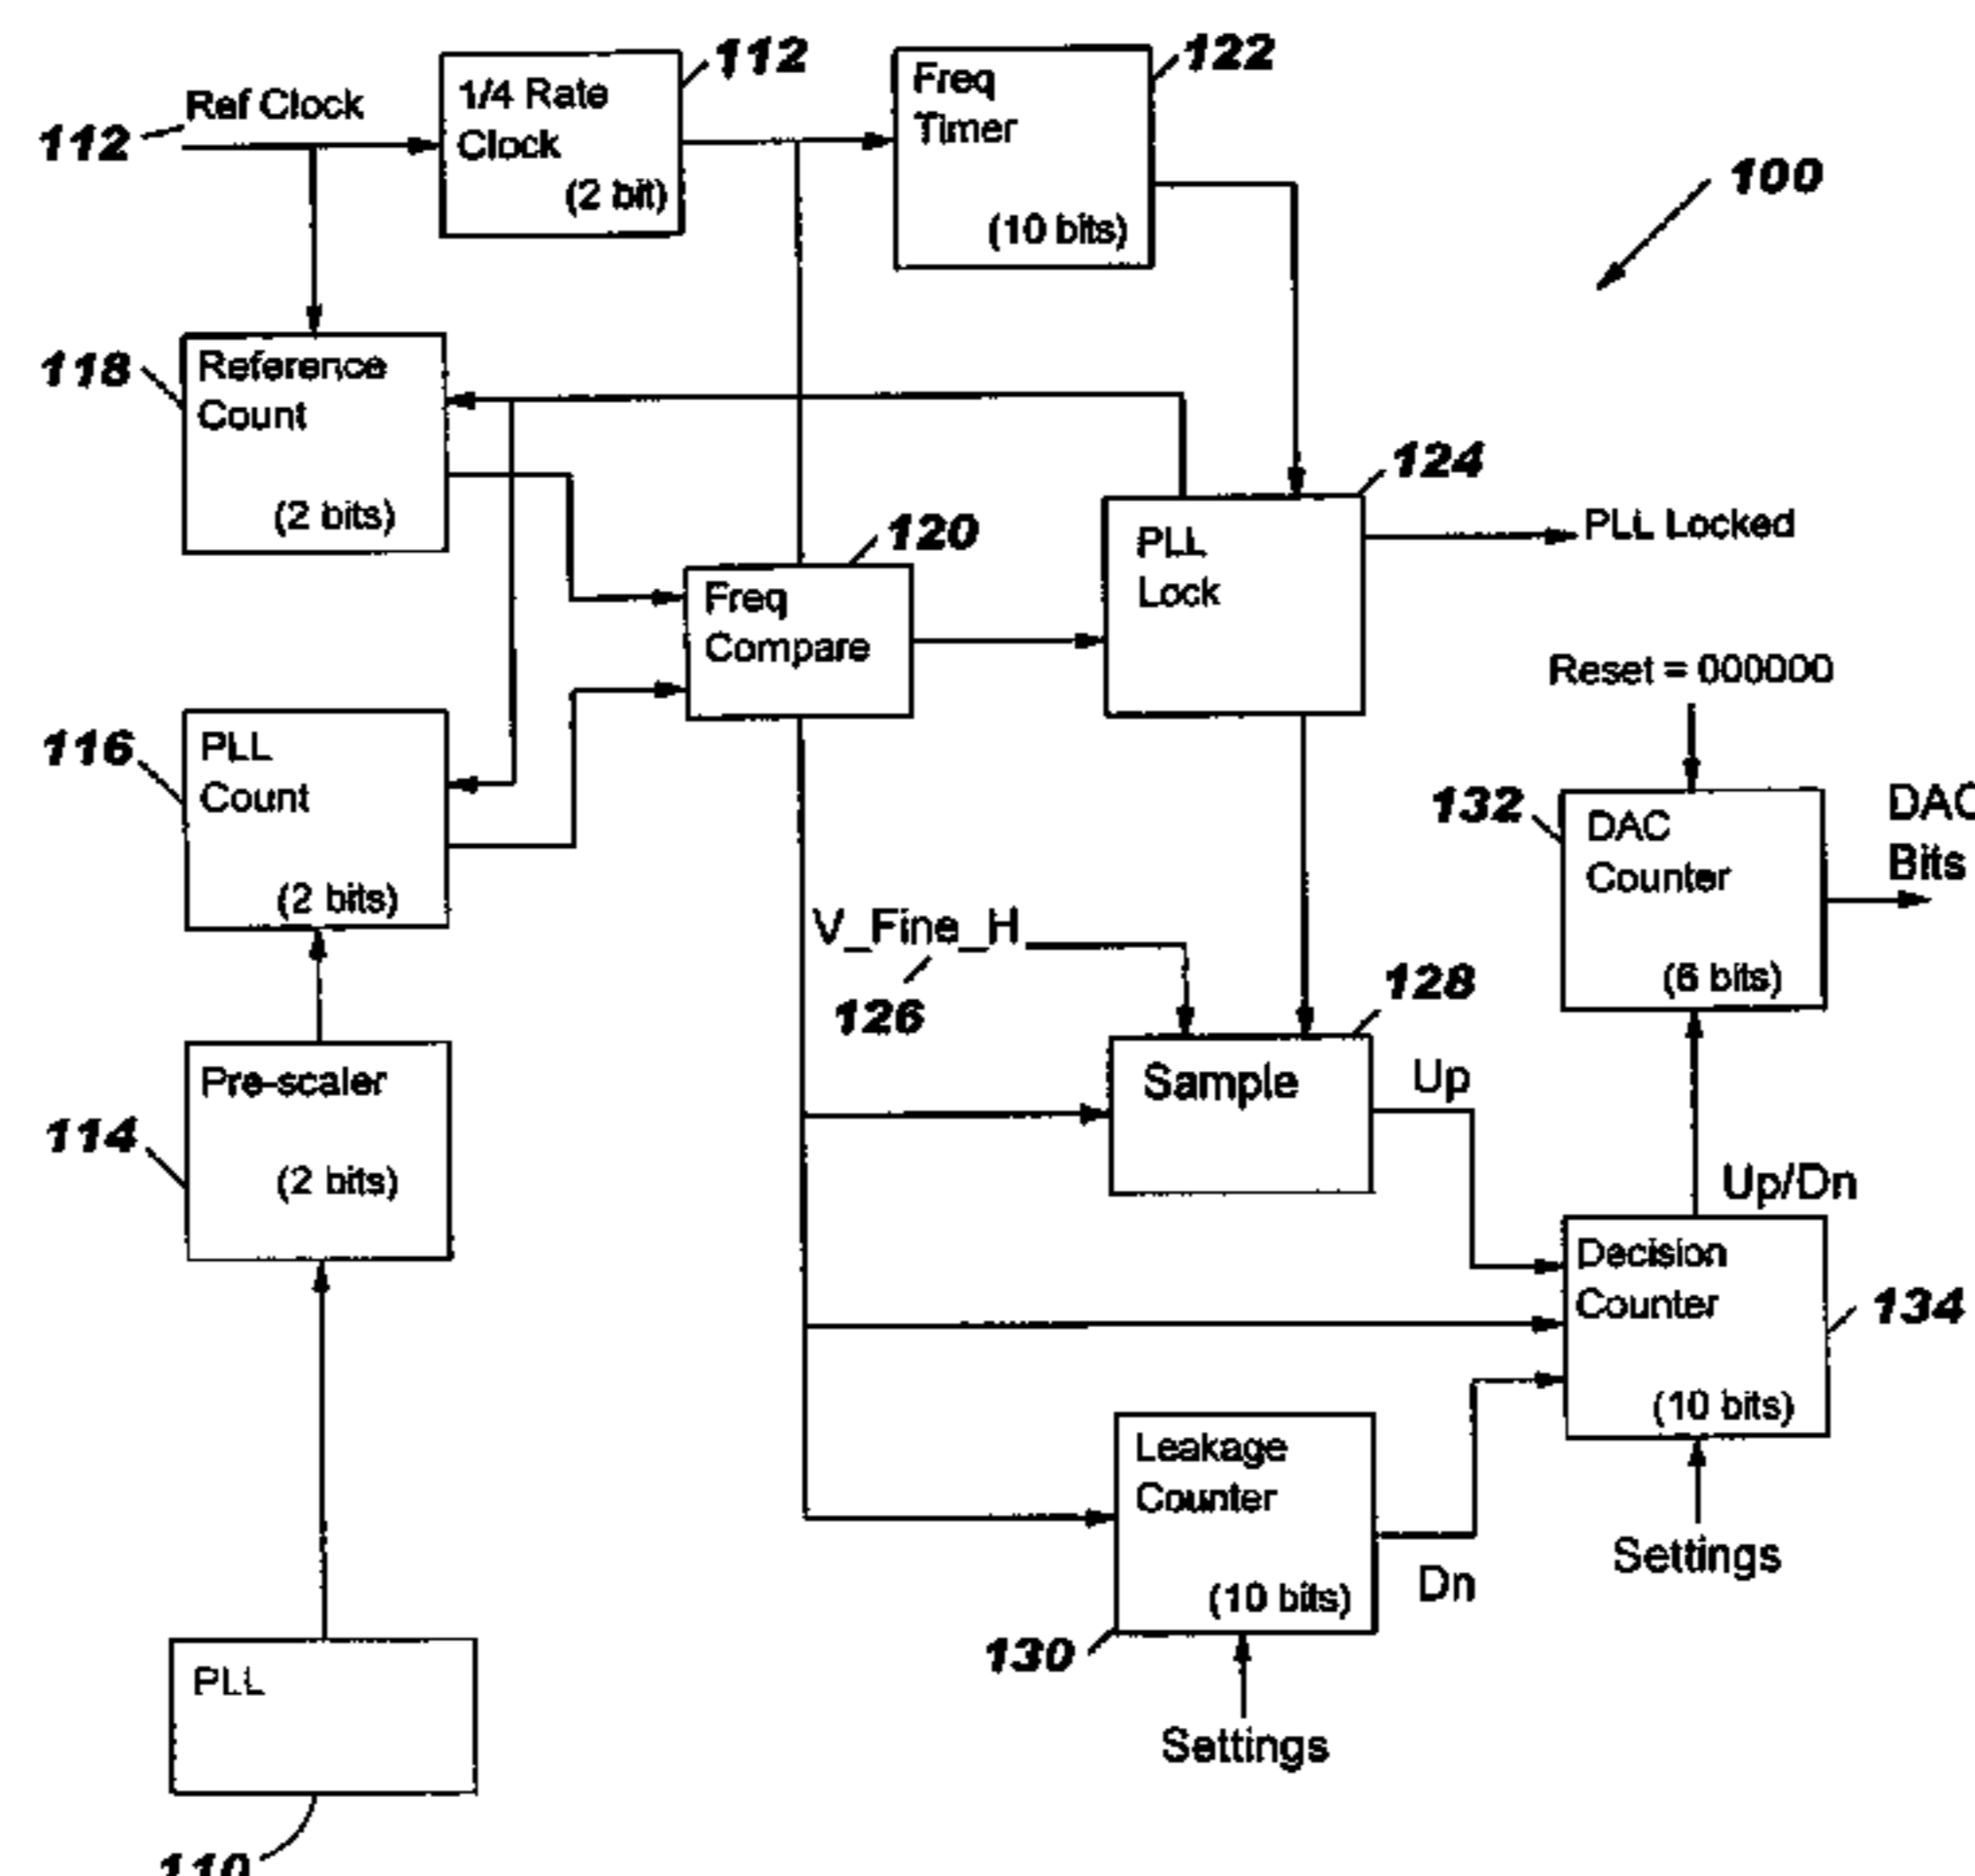 112
Ref Clock
1/4 Rate
Clock
(2 bit)
112
Freq
Timer
(10 bits)
122
100
118
Reference
Count
(2 bits)
120
Freq
Compare
124
PLL
Lock
PLL Locked
116
PLL
Count
(2 bits)
Reset = 000000
132
DAC
Counter
(6 bits)
DAC
Bits
V_Fine_H
126
128
Sample
Up
114
Pre-scaler
(2 bits)
Up/Dn
Decision
Counter
(10 bits)
134
Settings
Leakage
Counter
(10 bits)
130
Dn
Settings
PLL
110